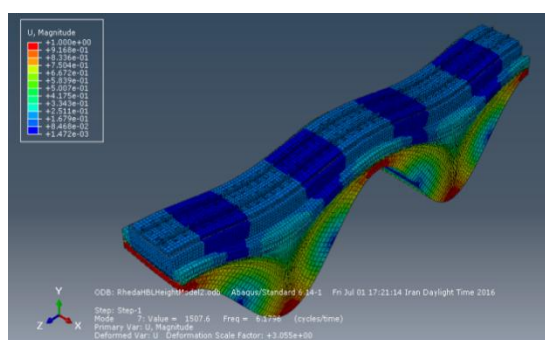 U, Magnitude
+1.000e+00
+9.168e-01
+8.336e-01
+7.504e-01
+6.672e-01
+5.839e-01
+5.007e-01
+4.175e-01
+3.343e-01
+2.511e-01
+1.679e-01
+8.468e-02
+1.472e-03
Y
Z X
ODB: RhedaHBLHeightModel2.odb Abaqus/Standard 6.14-1 Fri Jul 01 17:21:14 Iran Daylight Time 2016
Step: Step-1
Mode 7: Value = 1507.6 Freq = 6.1796 (cycles/time)
Primary Var: U, Magnitude
Deformed Var: U Deformation Scale Factor: +3.055e+00